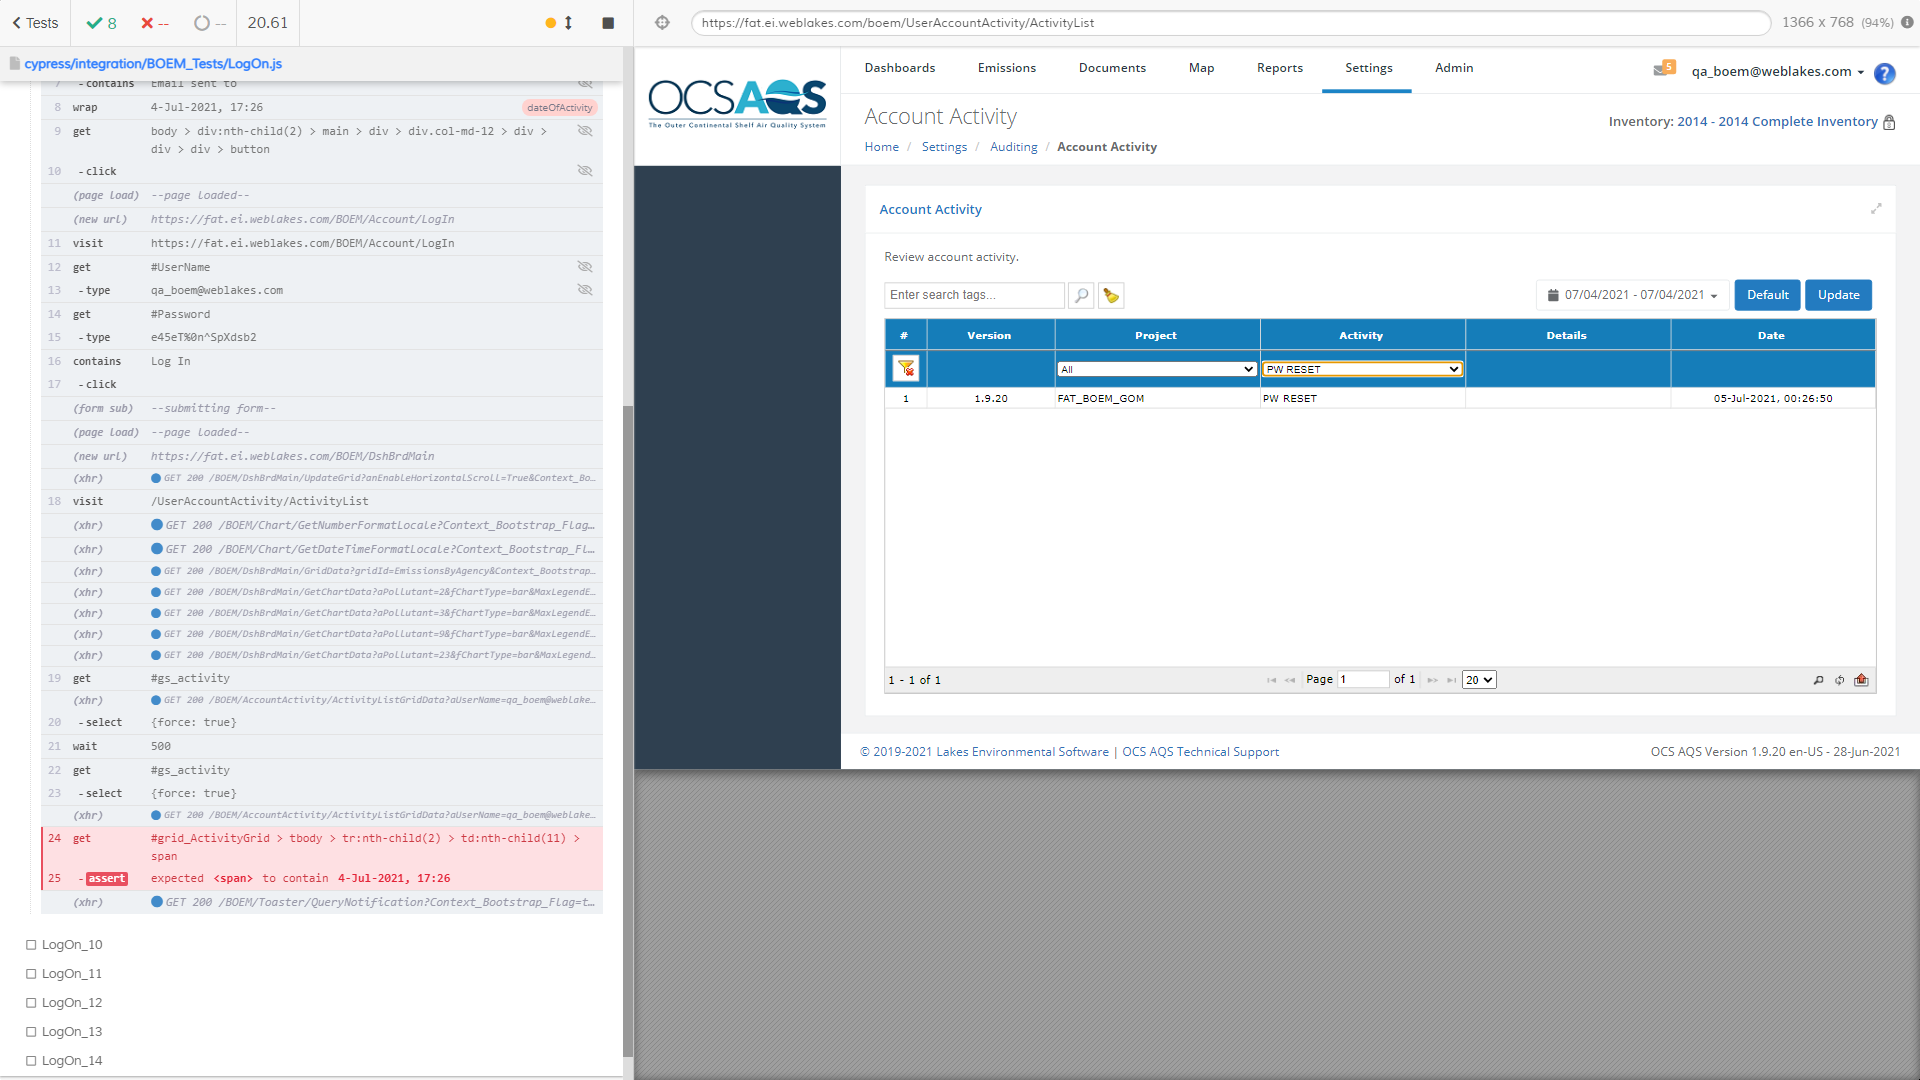 Tests
8
--
--
20.61
cypress/integration/BOEM_Tests/LogOn.js
7 - contains Email sent to
8 wrap 4-Jul-2021, 17:26 dateOfActivity
9 get body > div:nth-child(2) > main > div > div.col-md-12 > div >
div > div > button
10 - click
(page load) --page loaded--
(new url) https://fat.ei.weblakes.com/BOEM/Account/LogIn
11 visit https://fat.ei.weblakes.com/BOEM/Account/LogIn
12 get #UserName
13 - type qa_boem@weblakes.com
14 get #Password
15 - type e45eT%0n^SpXdsb2
16 contains Log In
17 - click
(form sub) --submitting form--
(page load) --page loaded--
(new url) https://fat.ei.weblakes.com/BOEM/DshBrdMain
(xhr) GET 200 /BOEM/DshBrdMain/UpdateGrid?anEnableHorizontalScroll=True&Context_Bo...
18 visit /UserAccountActivity/ActivityList
(xhr) GET 200 /BOEM/Chart/GetNumberFormatLocale?Context_Bootstrap_Flag...
(xhr) GET 200 /BOEM/Chart/GetDateTimeFormatLocale?Context_Bootstrap_Fl...
(xhr) GET 200 /BOEM/DshBrdMain/GridData?gridId=EmissionsByAgency&Context_Bootstrap...
(xhr) GET 200 /BOEM/DshBrdMain/GetChartData?aPollutant=2&fChartType=bar&MaxLegendE...
(xhr) GET 200 /BOEM/DshBrdMain/GetChartData?aPollutant=3&fChartType=bar&MaxLegendE...
(xhr) GET 200 /BOEM/DshBrdMain/GetChartData?aPollutant=9&fChartType=bar&MaxLegendE...
(xhr) GET 200 /BOEM/DshBrdMain/GetChartData?aPollutant=23&fChartType=bar&MaxLegend...
19 get #gs_activity
(xhr) GET 200 /BOEM/AccountActivity/ActivityListGridData?aUserName=qa_boem@weblake...
20 - select {force: true}
21 wait 500
22 get #gs_activity
23 - select {force: true}
(xhr) GET 200 /BOEM/AccountActivity/ActivityListGridData?aUserName=qa_boem@weblake...
24 get #grid_ActivityGrid > tbody > tr:nth-child(2) > td:nth-child(11) >
span
25 - assert expected <span> to contain 4-Jul-2021, 17:26
(xhr) GET 200 /BOEM/Toaster/QueryNotification?Context_Bootstrap_Flag=t...
LogOn_10
LogOn_11
LogOn_12
LogOn_13
LogOn_14
https://fat.ei.weblakes.com/boem/UserAccountActivity/ActivityList
1366 x 768 (94%)
OCSAQS
The Outer Continental Shelf Air Quality System
Dashboards Emissions Documents Map Reports Settings Admin
5 qa_boem@weblakes.com ?
Account Activity
Inventory: 2014 - 2014 Complete Inventory
Home / Settings / Auditing / Account Activity
Account Activity
Review account activity.
Enter search tags...
07/04/2021 - 07/04/2021 Default Update
# Version Project Activity Details Date
All PW RESET
1 1.9.20 FAT_BOEM_GOM PW RESET 05-Jul-2021, 00:26:50
1 - 1 of 1 Page 1 of 1 20
© 2019-2021 Lakes Environmental Software | OCS AQS Technical Support
OCS AQS Version 1.9.20 en-US - 28-Jun-2021